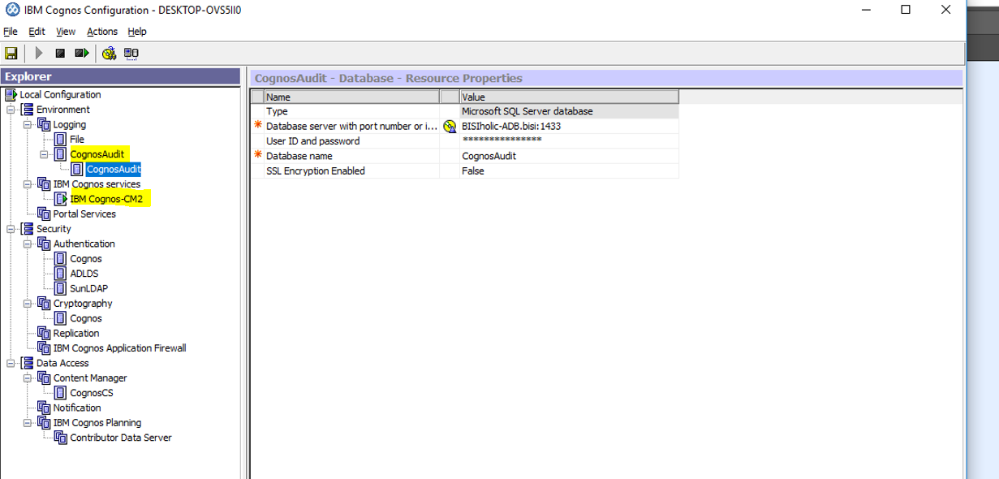 IBM Cognos Configuration - DESKTOP-OVS5II0
File Edit View Actions Help
Explorer
Local Configuration
Environment
Logging
File
CognosAudit
CognosAudit
IBM Cognos services
IBM Cognos-CM2
Portal Services
Security
Authentication
Cognos
ADLDS
SunLDAP
Cryptography
Cognos
Replication
IBM Cognos Application Firewall
Data Access
Content Manager
CognosCS
Notification
IBM Cognos Planning
Contributor Data Server
CognosAudit - Database - Resource Properties
Name Value
Type Microsoft SQL Server database
* Database server with port number or i... BISIholic-ADB.bisi:1433
User ID and password ***************
* Database name CognosAudit
SSL Encryption Enabled False